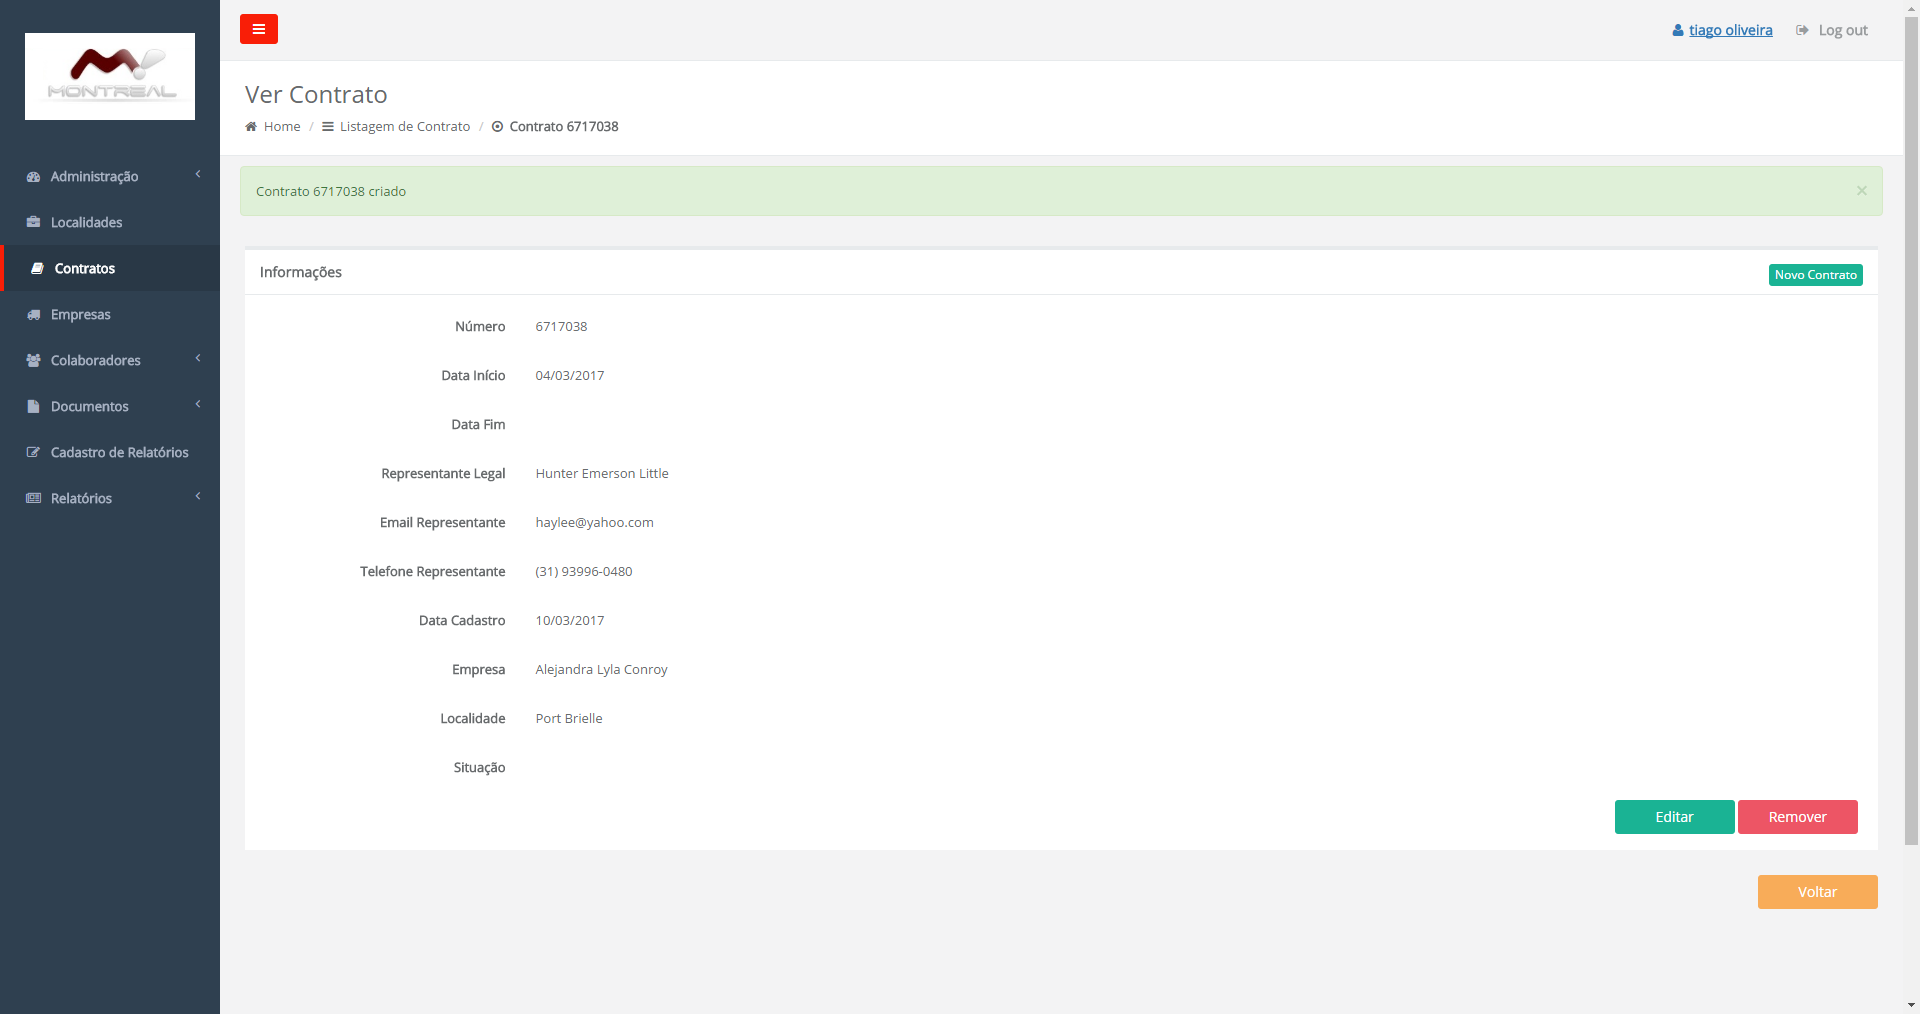 MONTREAL
Administração
Localidades
Contratos
Empresas
Colaboradores
Documentos
Cadastro de Relatórios
Relatórios
tiago oliveira Log out
Ver Contrato
Home / Listagem de Contrato / Contrato 6717038
Contrato 6717038 criado ×
Informações
Novo Contrato
Número 6717038
Data Início 04/03/2017
Data Fim
Representante Legal Hunter Emerson Little
Email Representante haylee@yahoo.com
Telefone Representante (31) 93996-0480
Data Cadastro 10/03/2017
Empresa Alejandra Lyla Conroy
Localidade Port Brielle
Situação
Editar Remover
Voltar